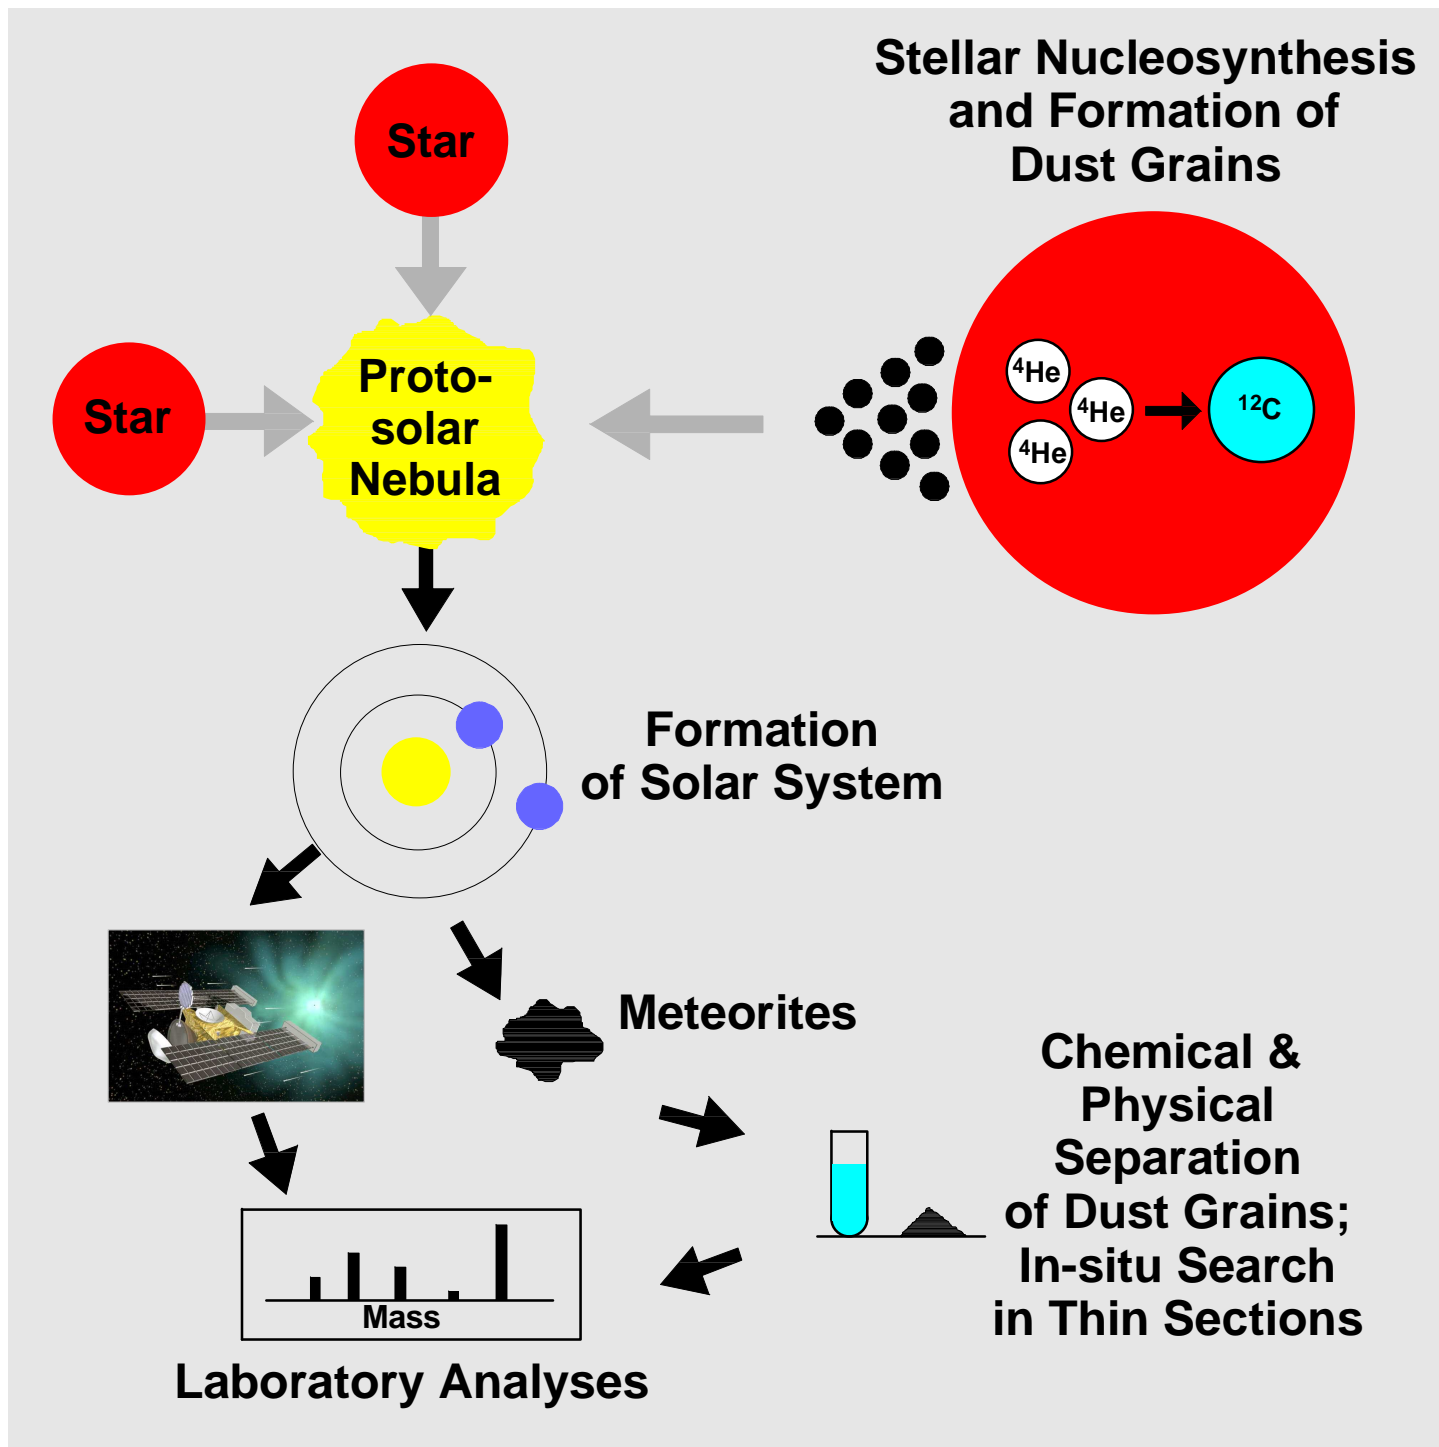 Stellar Nucleosynthesis
and Formation of
Dust Grains
Star
Star
Proto-
solar
Nebula
⁴He
⁴He
⁴He
¹²C
Formation
of Solar System
Meteorites
Chemical &
Physical
Separation
of Dust Grains;
In-situ Search
in Thin Sections
Mass
Laboratory Analyses